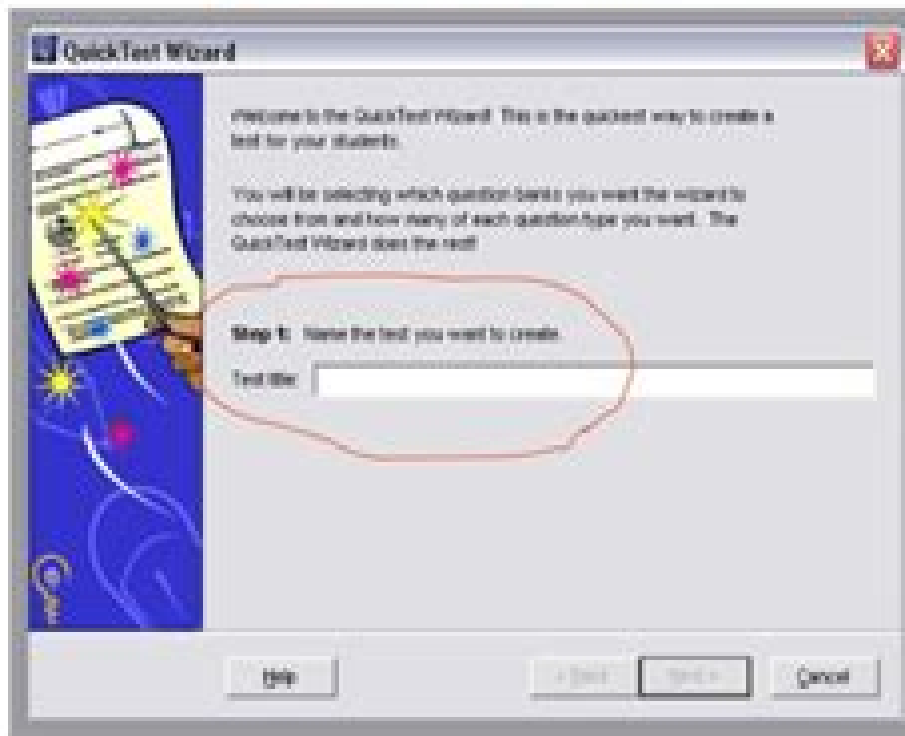 QuickTest Wizard
Welcome to the QuickTest Wizard! This is the quickest way to create a
test for your students.
You will be selecting which question banks you want the wizard to
choose from and how many of each question type you want. The
QuickTest Wizard does the rest!
Step 1: Name the test you want to create.
Test title:
Help
< Back
Next >
Cancel